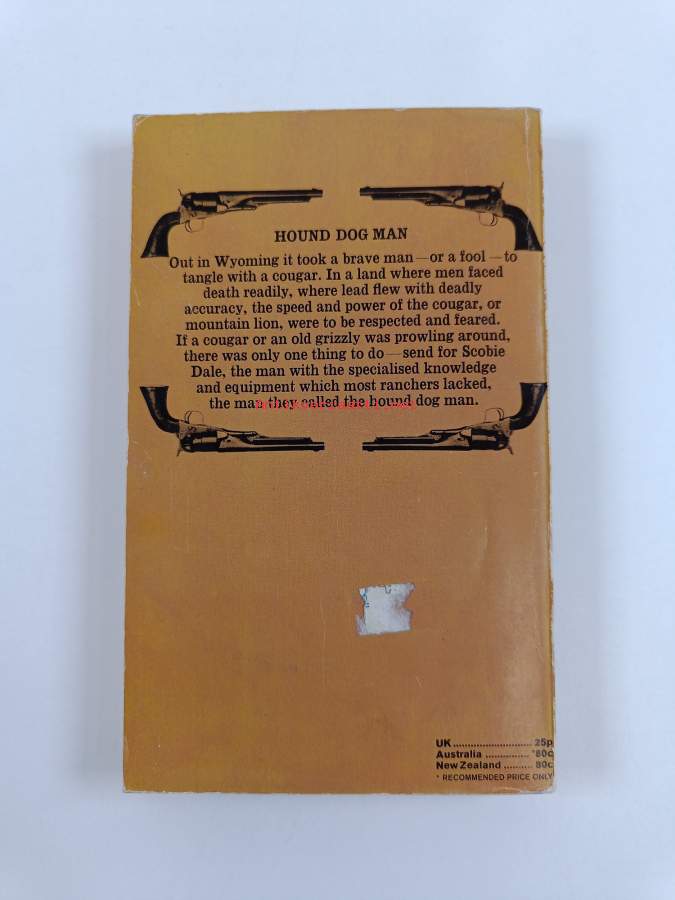 HOUND DOG MAN
Out in Wyoming it took a brave man—or a fool—to
tangle with a cougar. In a land where men faced
death readily, where lead flew with deadly
accuracy, the speed and power of the cougar, or
mountain lion, were to be respected and feared.
If a cougar or an old grizzly was prowling around,
there was only one thing to do—send for Scobie
Dale, the man with the specialised knowledge
and equipment which most ranchers lacked,
the man they called the hound dog man.
UK ........................... 25p
Australia ............... *80c
New Zealand .......... 80c
* RECOMMENDED PRICE ONLY